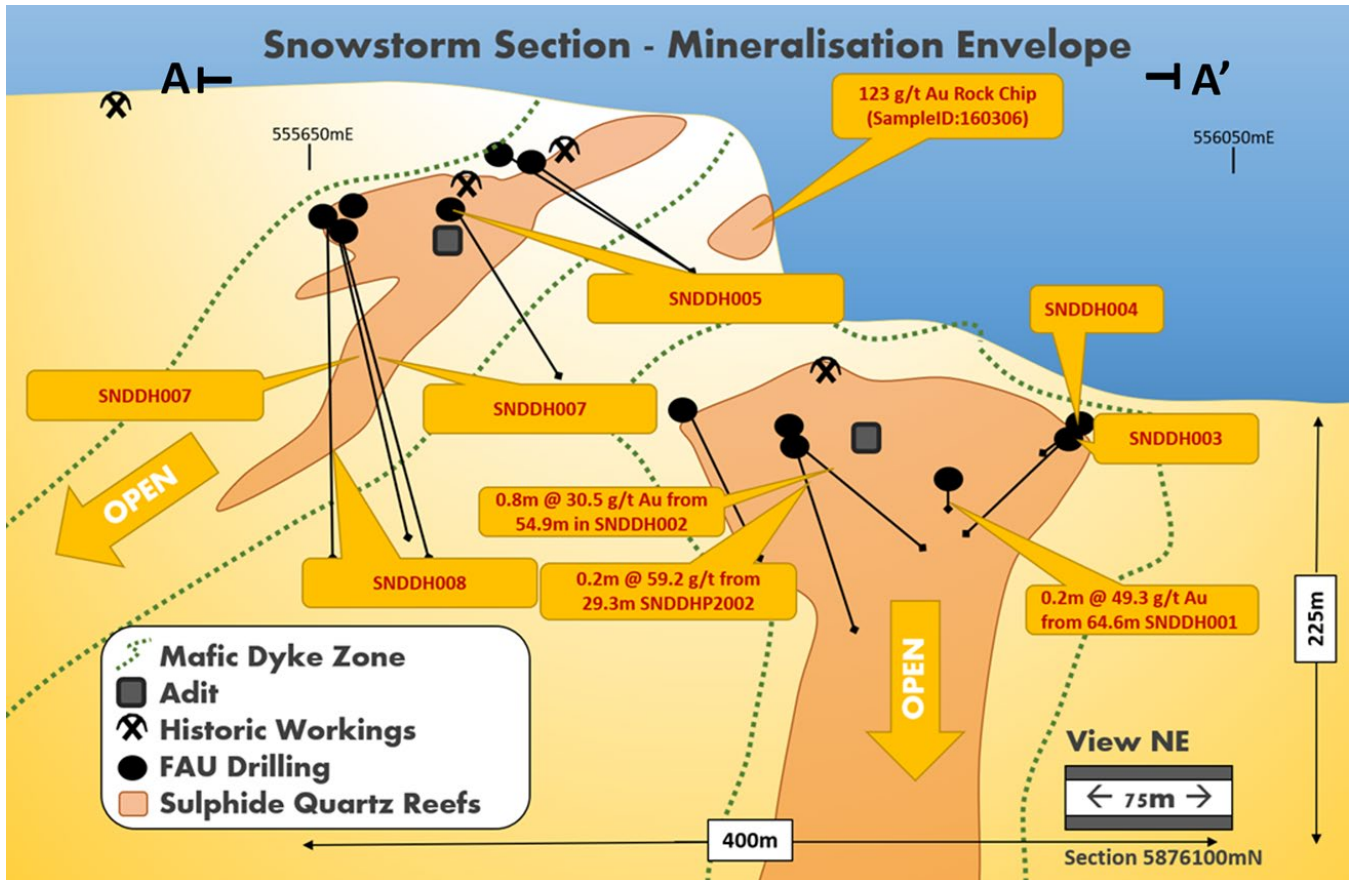 Snowstorm Section - Mineralisation Envelope
A
A'
123 g/t Au Rock Chip
(SampleID:160306)
555650mE
556050mE
SNDDH005
SNDDH004
SNDDH007
SNDDH007
SNDDH003
OPEN
0.8m @ 30.5 g/t Au from
54.9m in SNDDH002
SNDDH008
0.2m @ 59.2 g/t from
29.3m SNDDHP2002
0.2m @ 49.3 g/t Au
from 64.6m SNDDH001
225m
OPEN
Mafic Dyke Zone
Adit
Historic Workings
FAU Drilling
Sulphide Quartz Reefs
View NE
← 75m →
400m
Section 5876100mN